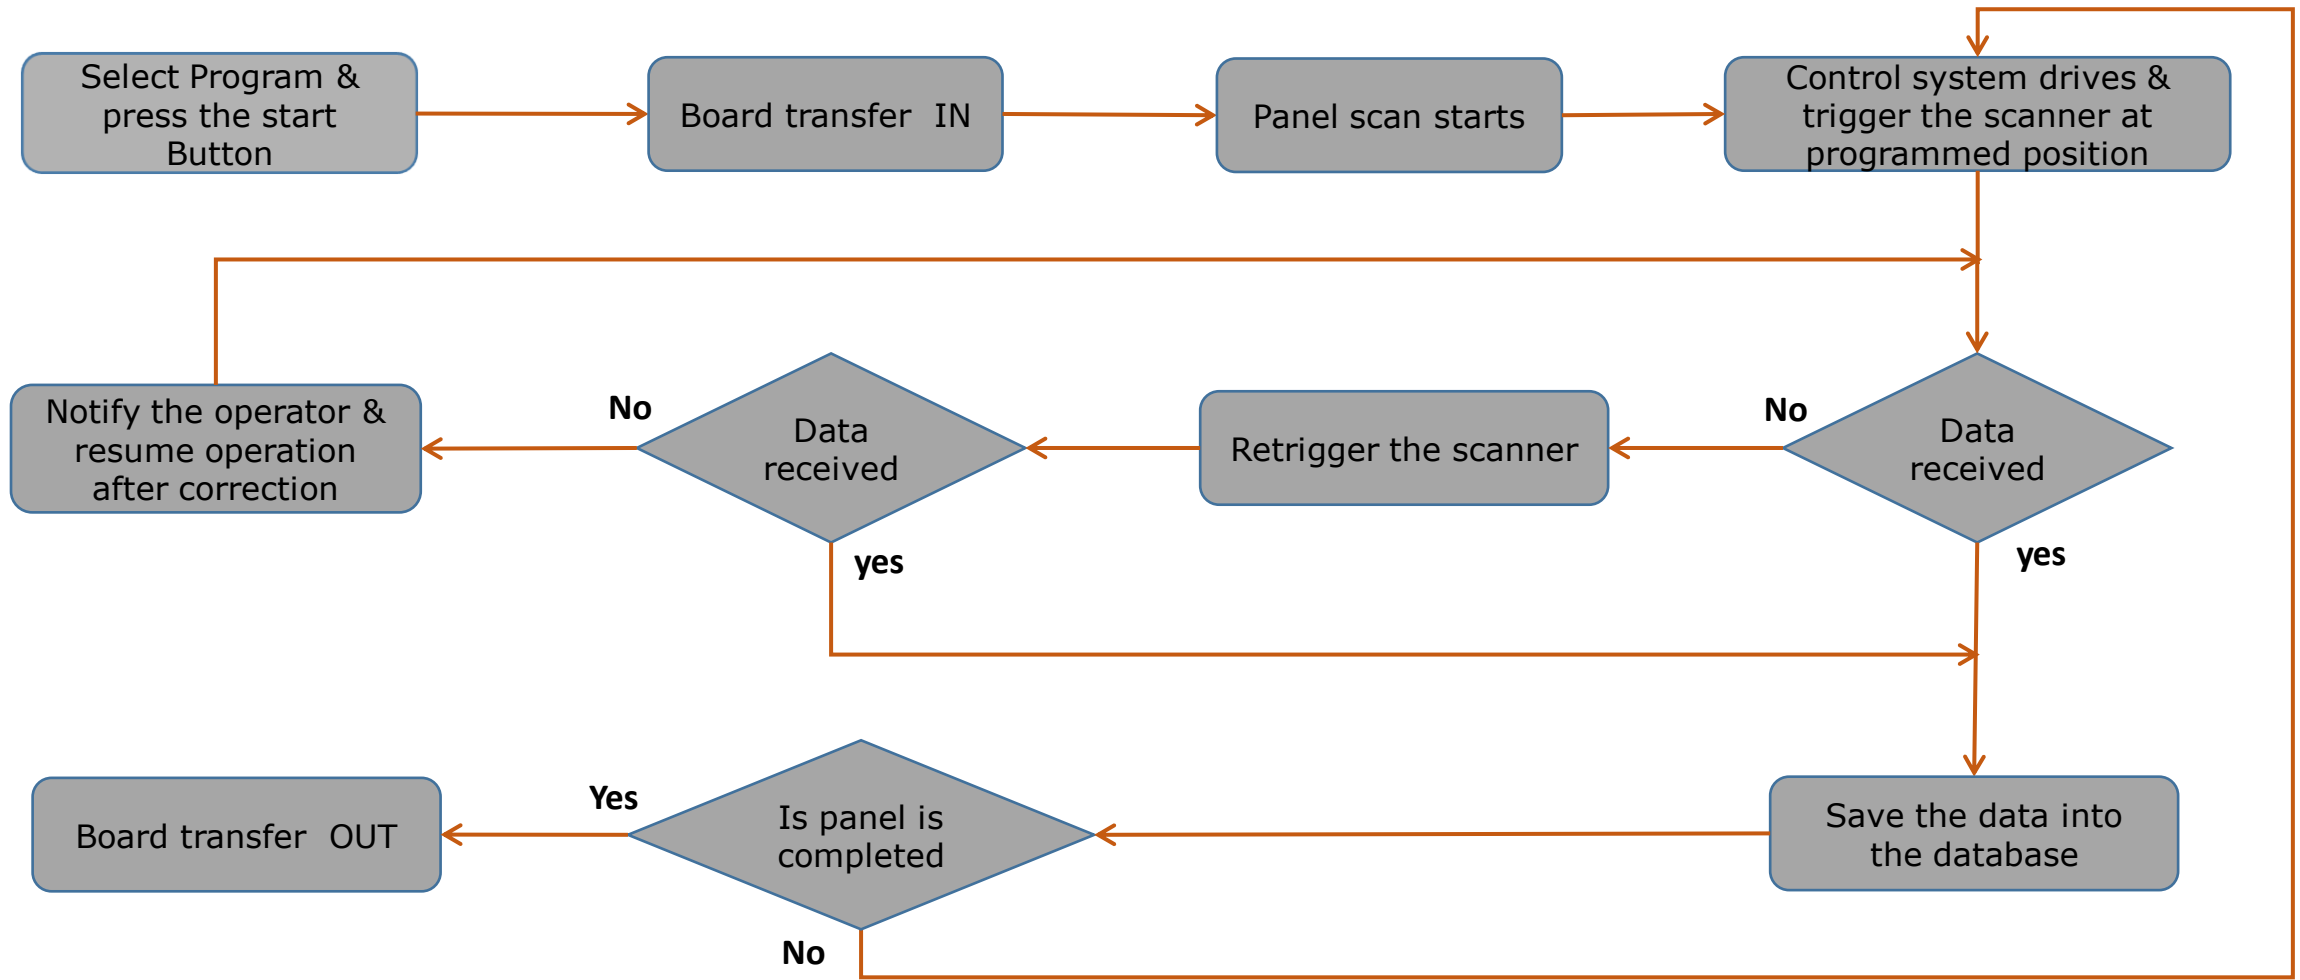 Select Program &
press the start
Button
Board transfer  IN
Panel scan starts
Control system drives &
trigger the scanner at
programmed position
Notify the operator &
resume operation
after correction
No
Data
received
yes
Retrigger the scanner
No
Data
received
yes
Board transfer  OUT
Yes
Is panel is
completed
No
Save the data into
the database